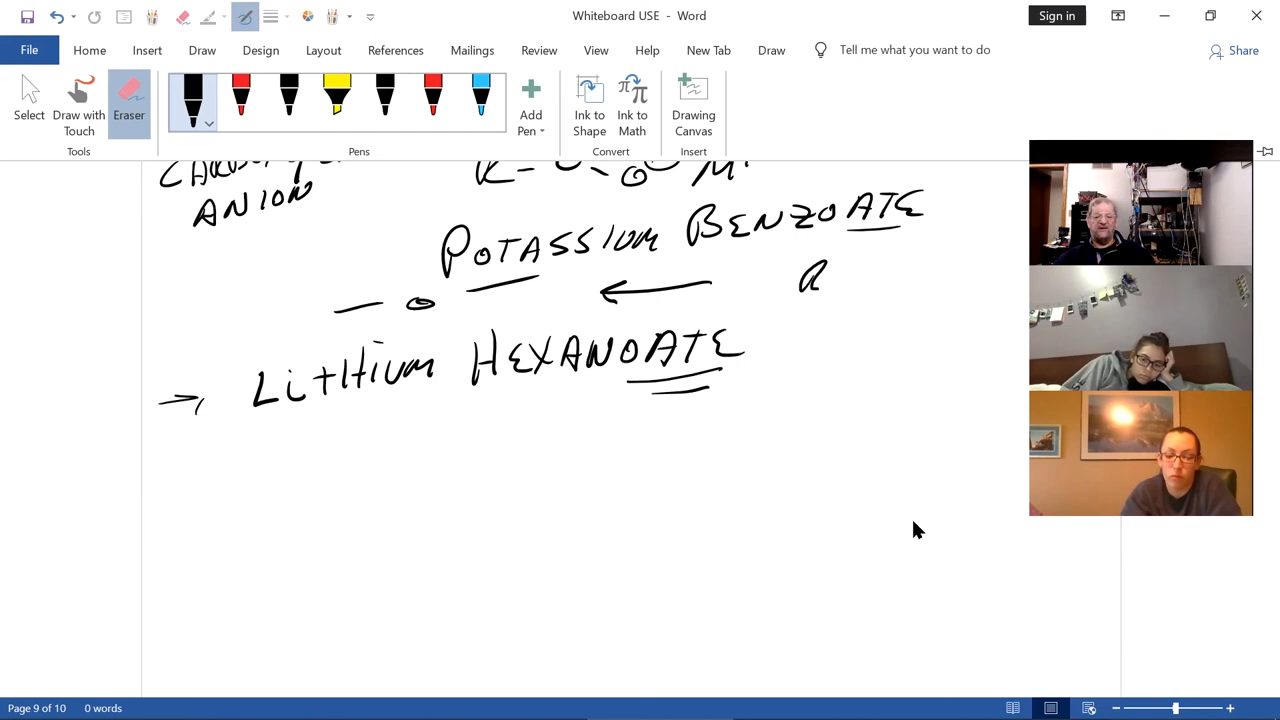 Whiteboard USE - Word
Sign in
File Home Insert Draw Design Layout References Mailings Review View Help New Tab Draw Tell me what you want to do Share
Select Draw with Touch Eraser Add Pen Ink to Shape Ink to Math Drawing Canvas
Tools Pens Convert Insert
ANION
POTASSIUM BENZOATE
R
LiTHIUM HEXANOATE
Page 9 of 10 0 words